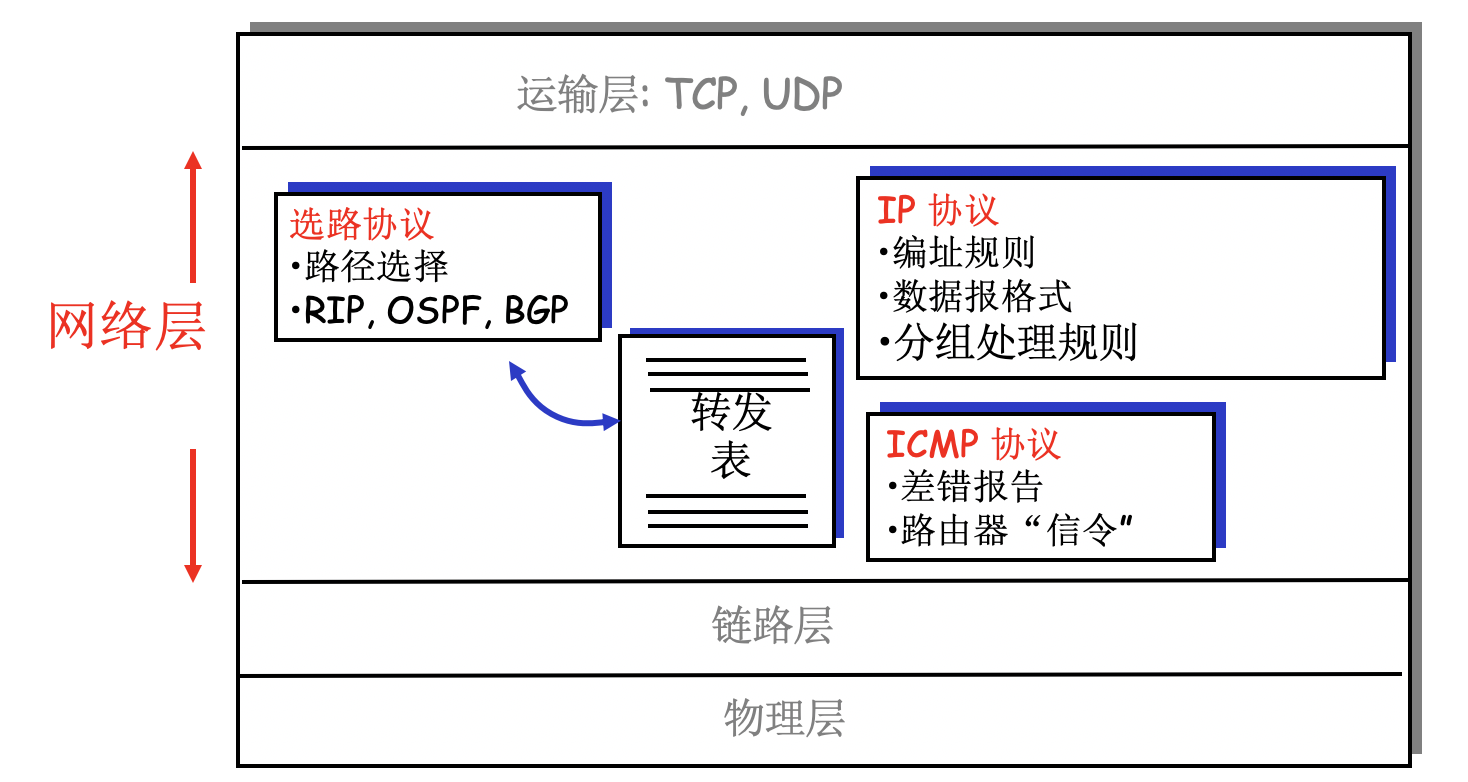 运输层: TCP, UDP
网络层
选路协议
·路径选择
·RIP, OSPF, BGP
转发
表
IP 协议
·编址规则
·数据报格式
·分组处理规则
ICMP 协议
·差错报告
·路由器“信令"
链路层
物理层